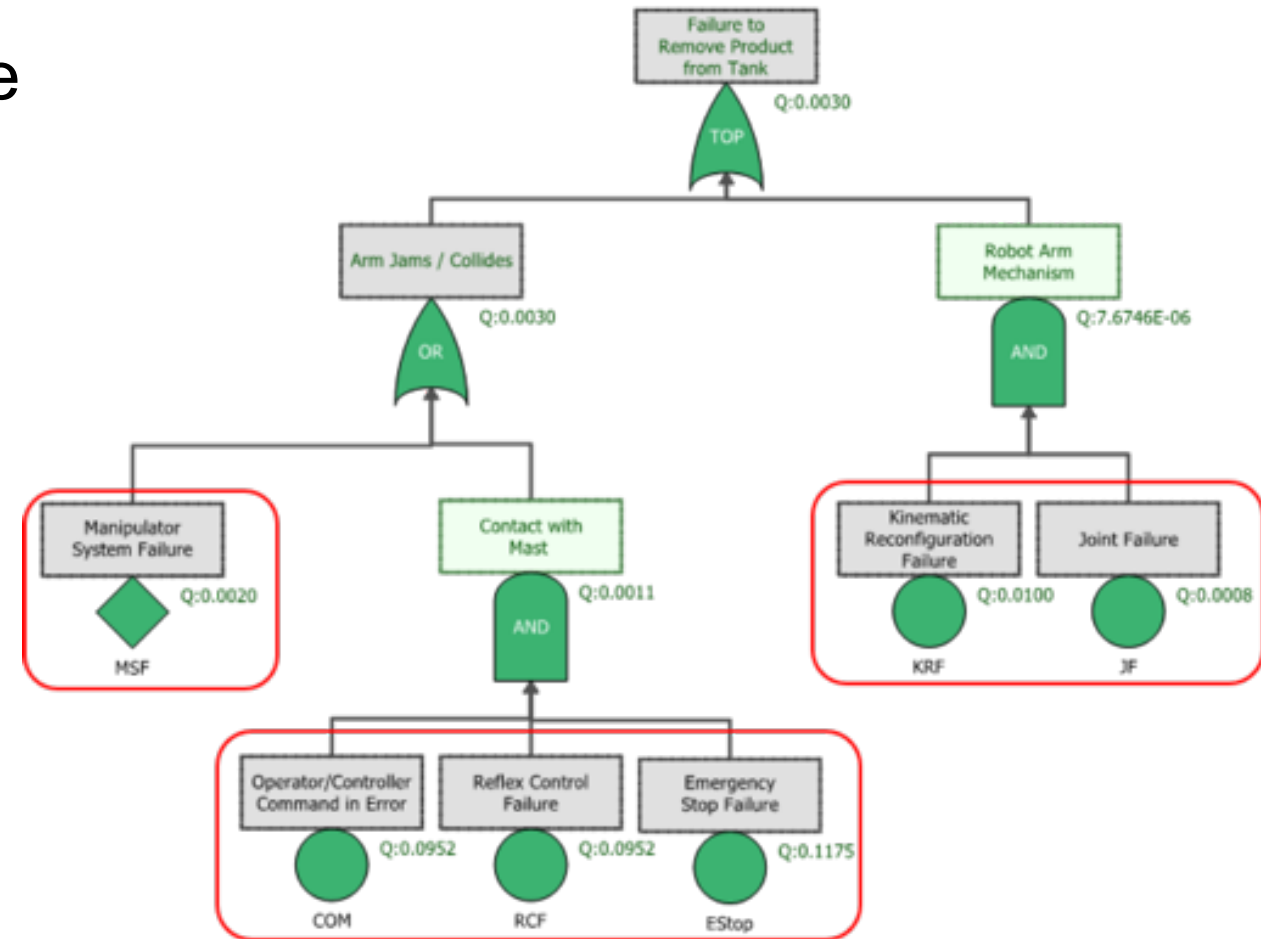 e
Failure to
Remove Product
from Tank
Q:0.0030
TOP
Arm Jams / Collides
Q:0.0030
OR
Robot Arm
Mechanism
Q:7.6746E-06
AND
Manipulator
System Failure
Q:0.0020
MSF
Contact with
Mast
Q:0.0011
AND
Kinematic
Reconfiguration
Failure
Q:0.0100
KRF
Joint Failure
Q:0.0008
JF
Operator/Controller
Command in Error
Q:0.0952
COM
Reflex Control
Failure
Q:0.0952
RCF
Emergency
Stop Failure
Q:0.1175
EStop